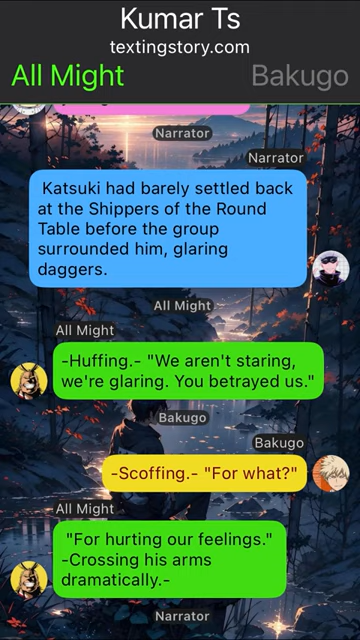 Kumar Ts
textingstory.com
All Might
Bakugo
Narrator
Narrator
Katsuki had barely settled back
at the Shippers of the Round
Table before the group
surrounded him, glaring
daggers.
All Might
All Might
-Huffing.- "We aren't staring,
we're glaring. You betrayed us."
Bakugo
Bakugo
-Scoffing.- "For what?"
All Might
"For hurting our feelings."
-Crossing his arms
dramatically.-
Narrator